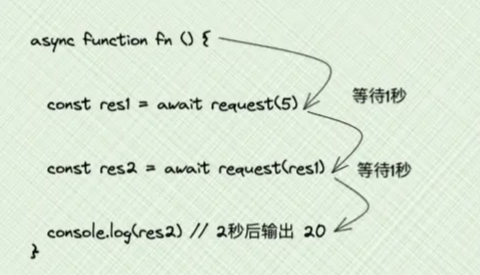 async function fn () {
const res1 = await request(5)
等待1秒
const res2 = await request(res1)
等待1秒
console.log(res2) // 2秒后输出 20
}